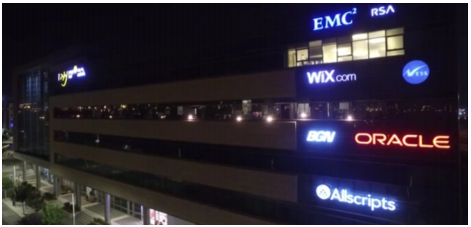 EMC² RSA
WiX.com
BGN ORACLE
Allscripts